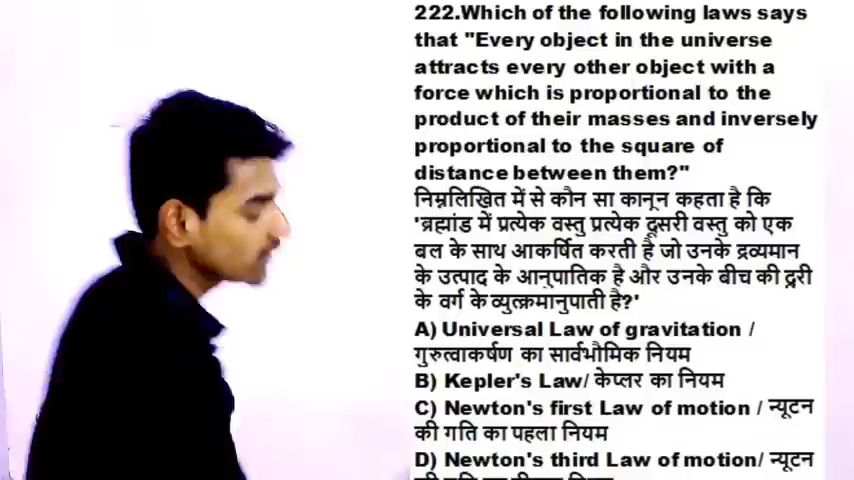 222.Which of the following laws says
that "Every object in the universe
attracts every other object with a
force which is proportional to the
product of their masses and inversely
proportional to the square of
distance between them?"
निम्नलिखित में से कौन सा कानून कहता है कि
'ब्रह्मांड में प्रत्येक वस्तु प्रत्येक दूसरी वस्तु को एक
बल के साथ आकर्षित करती है जो उनके द्रव्यमान
के उत्पाद के आनुपातिक है और उनके बीच की दूरी
के वर्ग के व्युत्क्रमानुपाती है?'
A) Universal Law of gravitation /
गुरुत्वाकर्षण का सार्वभौमिक नियम
B) Kepler's Law/ केप्लर का नियम
C) Newton's first Law of motion / न्यूटन
की गति का पहला नियम
D) Newton's third Law of motion/ न्यूटन